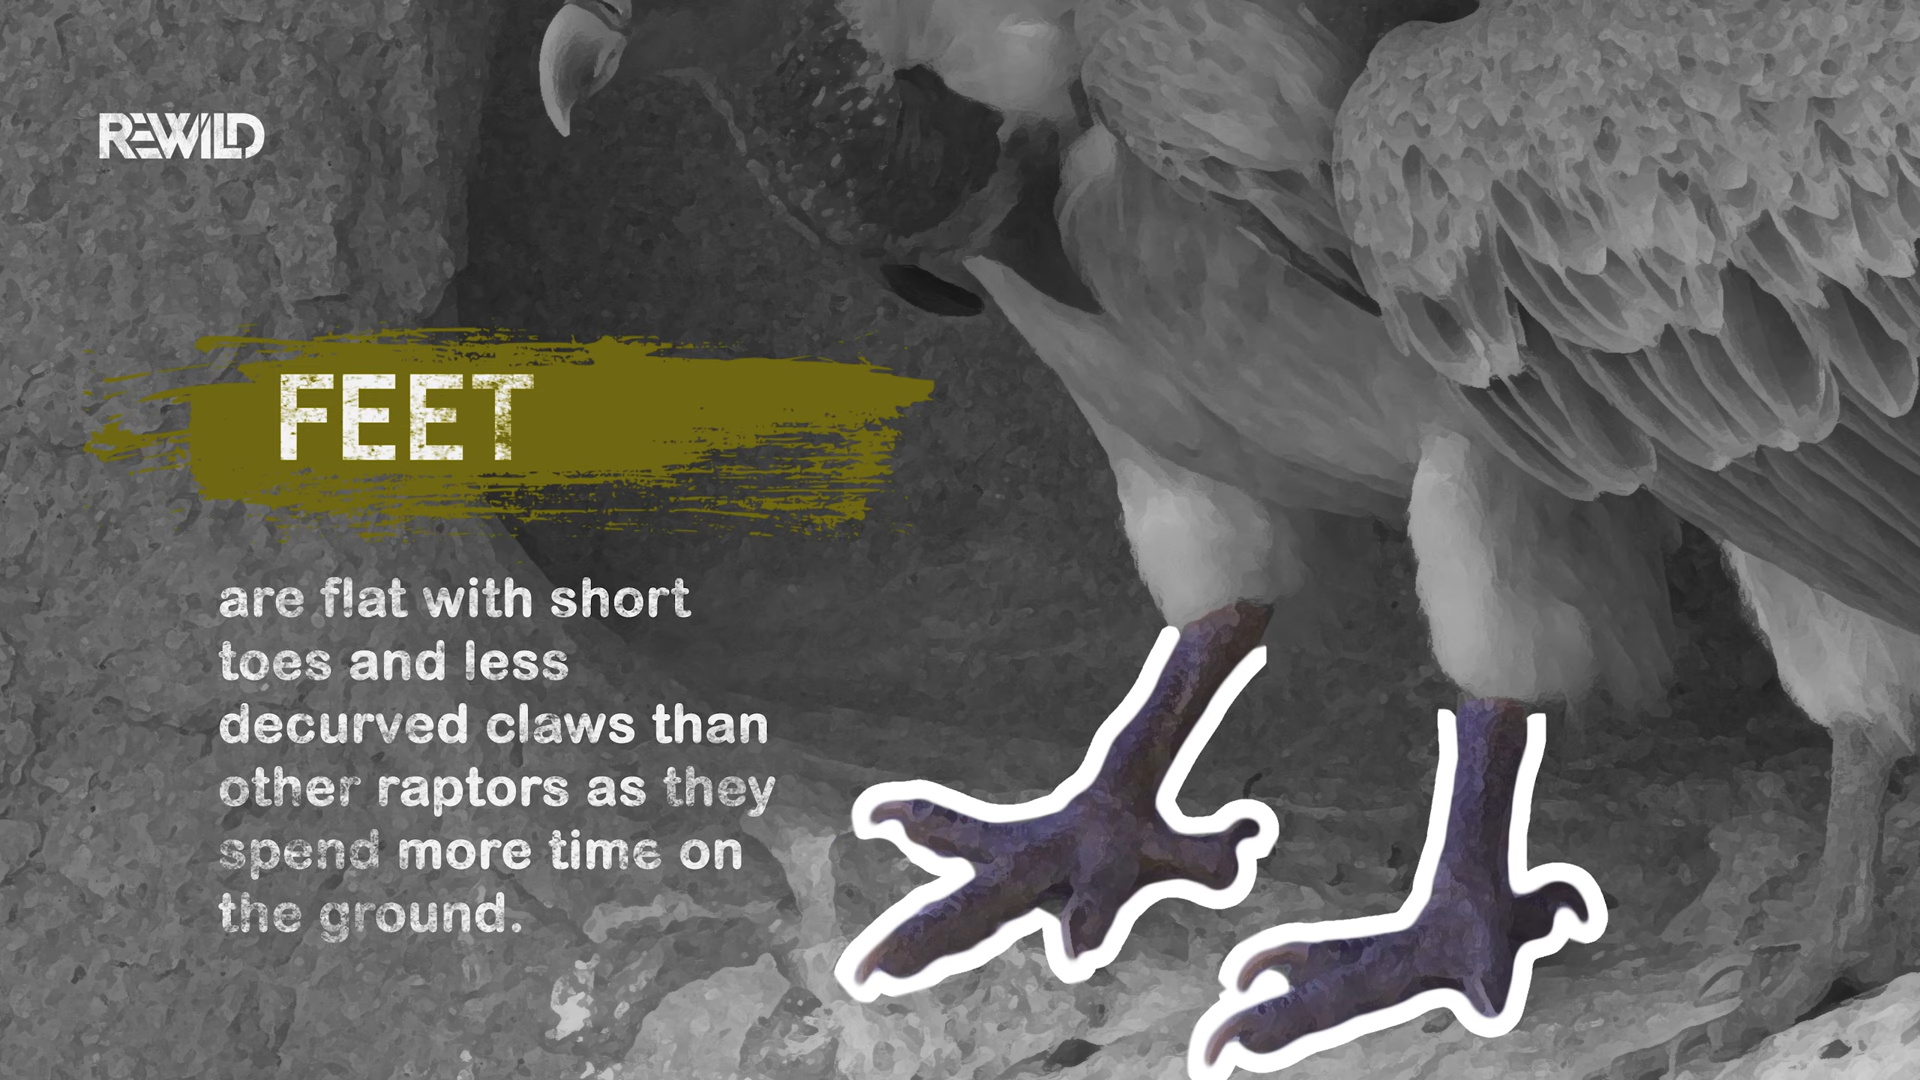 REWILD
FEET
are flat with short
toes and less
decurved claws than
other raptors as they
spend more time on
the ground.